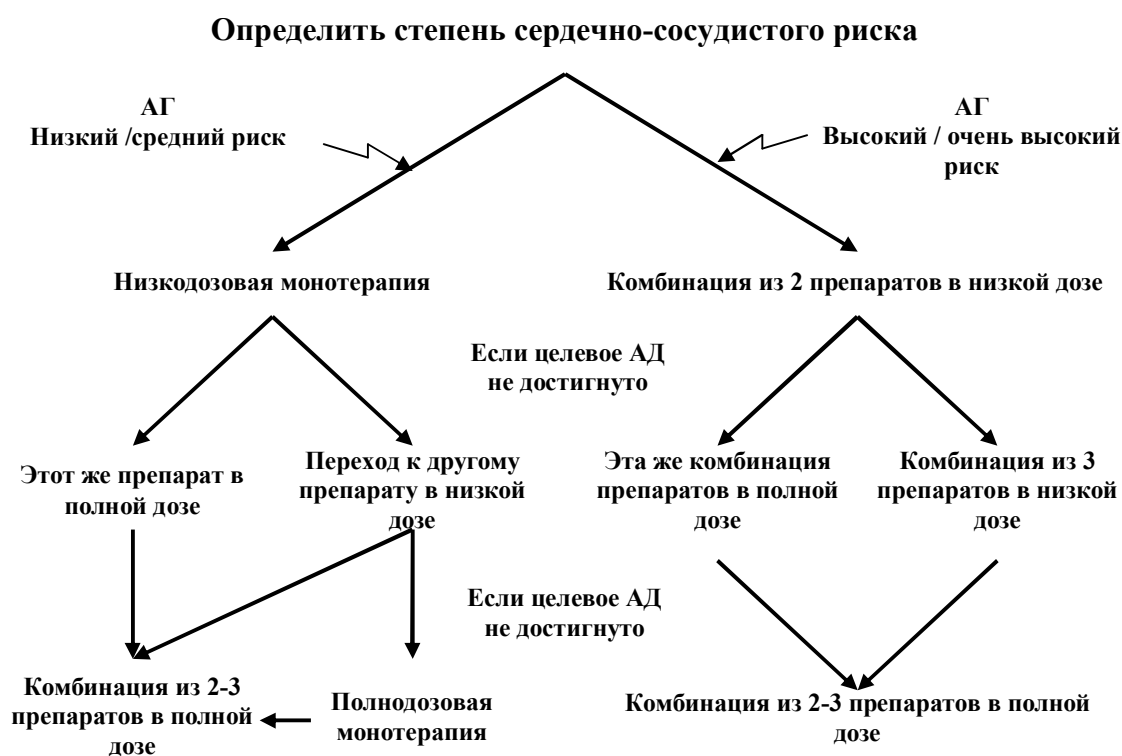 Определить степень сердечно-сосудистого риска
АГ
Низкий /средний риск
АГ
Высокий / очень высокий
риск
Низкодозовая монотерапия
Комбинация из 2 препаратов в низкой дозе
Если целевое АД
не достигнуто
Этот же препарат в
полной дозе
Переход к другому
препарату в низкой
дозе
Эта же комбинация
препаратов в полной
дозе
Комбинация из 3
препаратов в низкой
дозе
Если целевое АД
не достигнуто
Комбинация из 2-3
препаратов в полной
дозе
Полнодозовая
монотерапия
Комбинация из 2-3 препаратов в полной
дозе